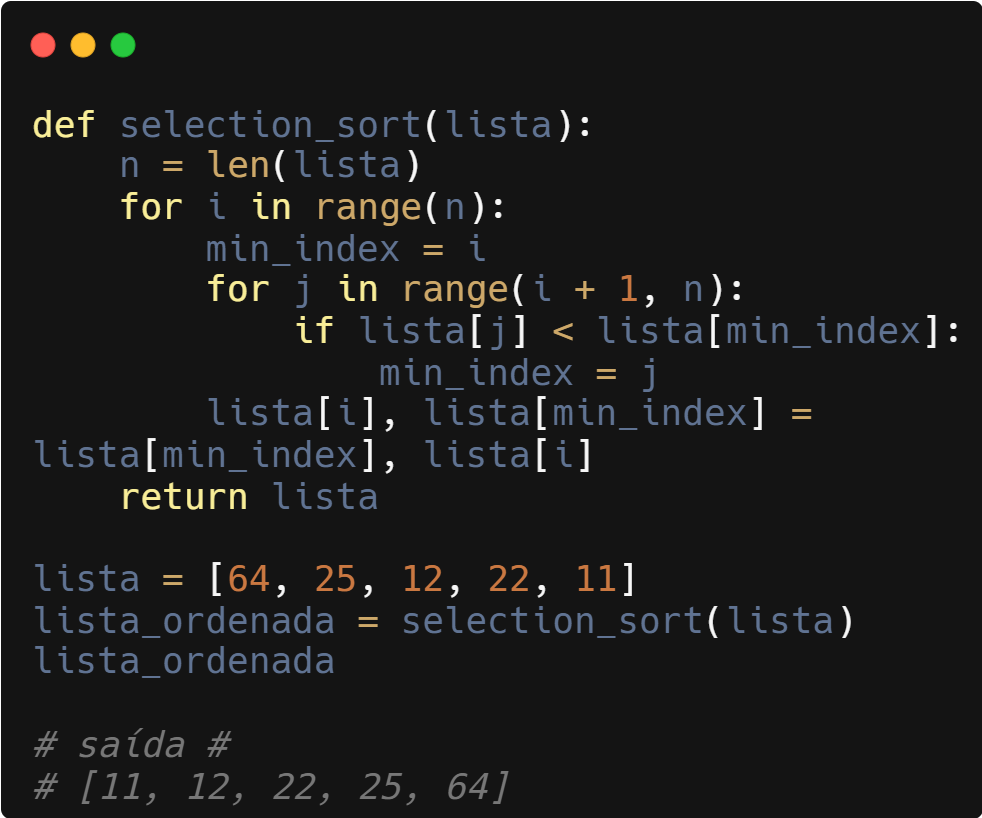 def selection_sort(lista):
    n = len(lista)
    for i in range(n):
        min_index = i
        for j in range(i + 1, n):
            if lista[j] < lista[min_index]:
                min_index = j
        lista[i], lista[min_index] =
lista[min_index], lista[i]
    return lista

lista = [64, 25, 12, 22, 11]
lista_ordenada = selection_sort(lista)
lista_ordenada

# saída #
# [11, 12, 22, 25, 64]